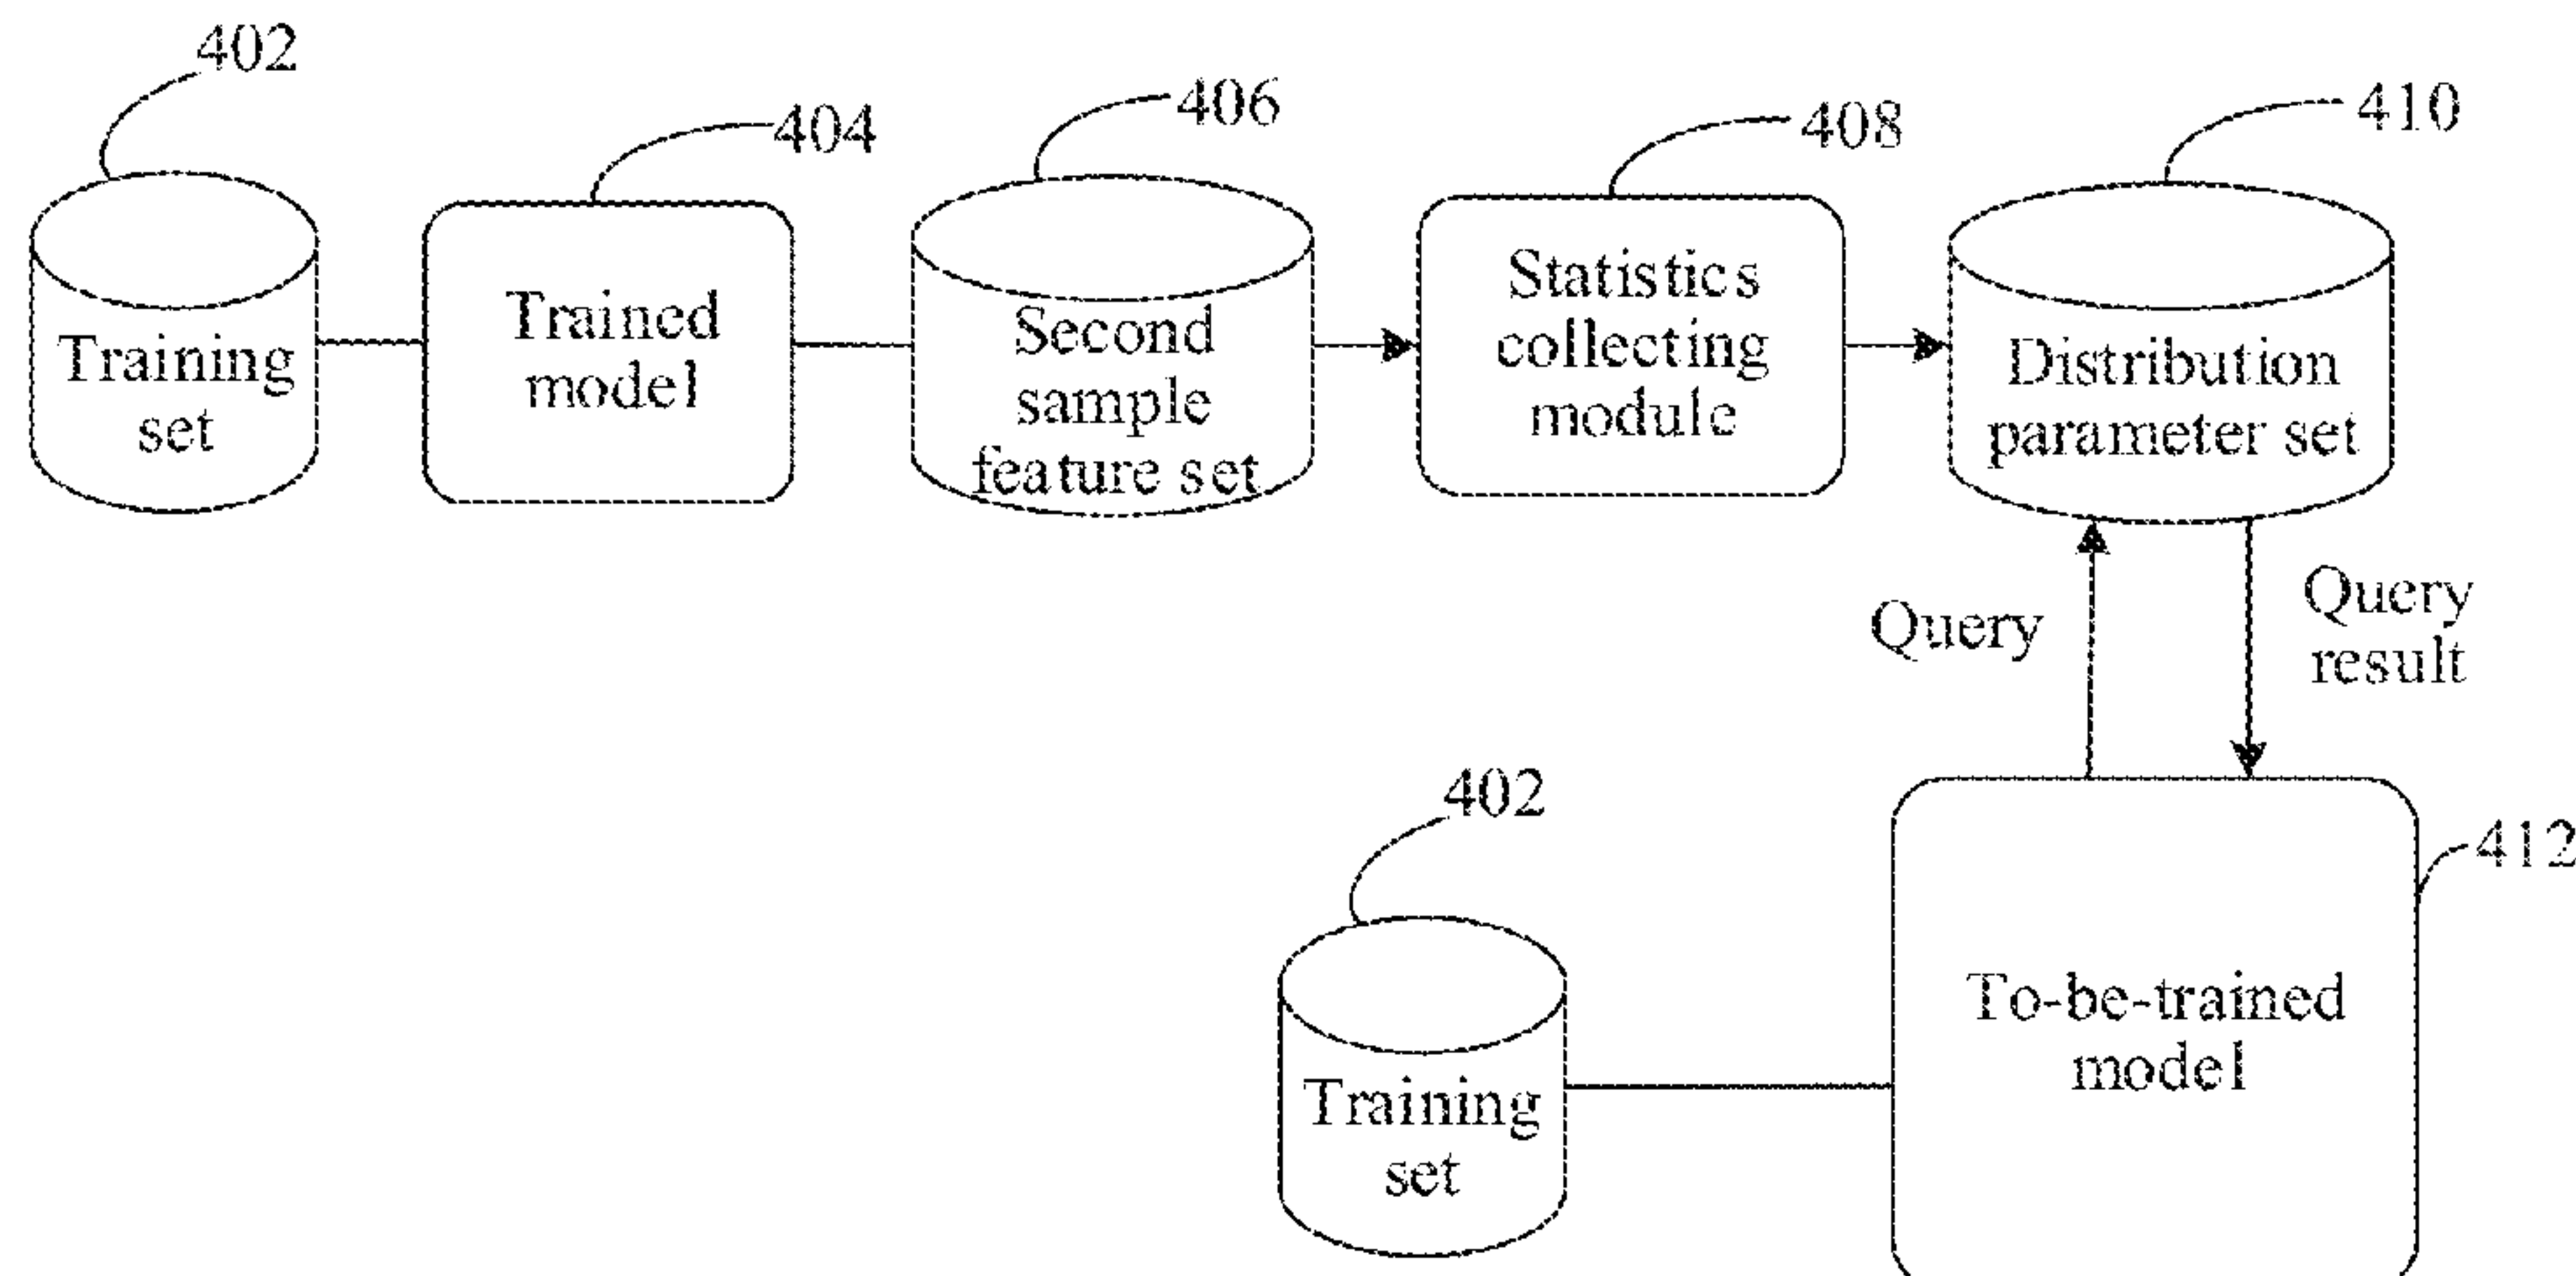 402
404
406
408
410
Training
set
Trained
model
Second
sample
feature set
Statistics
collecting
module
Distribution
parameter set
Query
Query
result
402
412
Training
set
To-be-trained
model